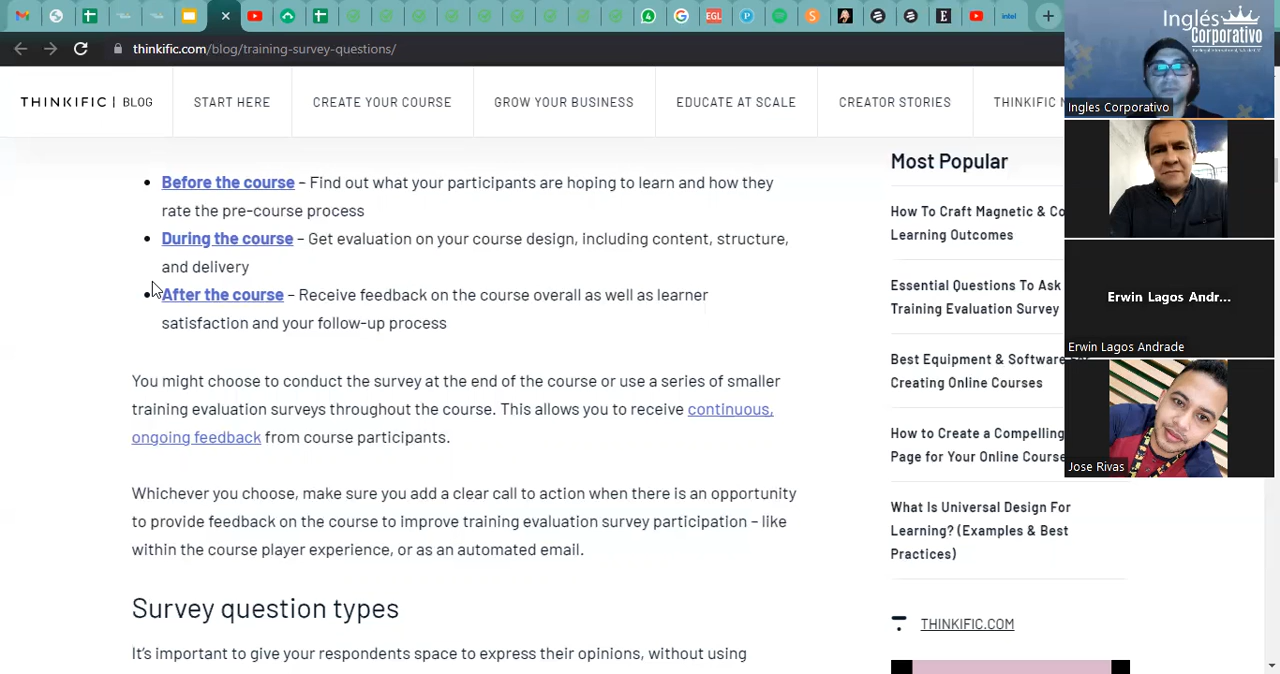 EGL
intel
thinkific.com/blog/training-survey-questions/
THINKIFIC | BLOG
START HERE
CREATE YOUR COURSE
GROW YOUR BUSINESS
EDUCATE AT SCALE
CREATOR STORIES
THINKIFIC
Before the course – Find out what your participants are hoping to learn and how they
rate the pre-course process
During the course – Get evaluation on your course design, including content, structure,
and delivery
After the course – Receive feedback on the course overall as well as learner
satisfaction and your follow-up process
You might choose to conduct the survey at the end of the course or use a series of smaller
training evaluation surveys throughout the course. This allows you to receive continuous,
ongoing feedback from course participants.
Whichever you choose, make sure you add a clear call to action when there is an opportunity
to provide feedback on the course to improve training evaluation survey participation – like
within the course player experience, or as an automated email.
Survey question types
It's important to give your respondents space to express their opinions, without using
Most Popular
How To Craft Magnetic & Co
Learning Outcomes
Essential Questions To Ask
Training Evaluation Survey
Best Equipment & Software For
Creating Online Courses
How to Create a Compelling
Page for Your Online Course
What Is Universal Design For
Learning? (Examples & Best
Practices)
THINKIFIC.COM
Inglés
Corporativo
Ingles Corporativo
Erwin Lagos Andr...
Erwin Lagos Andrade
Jose Rivas